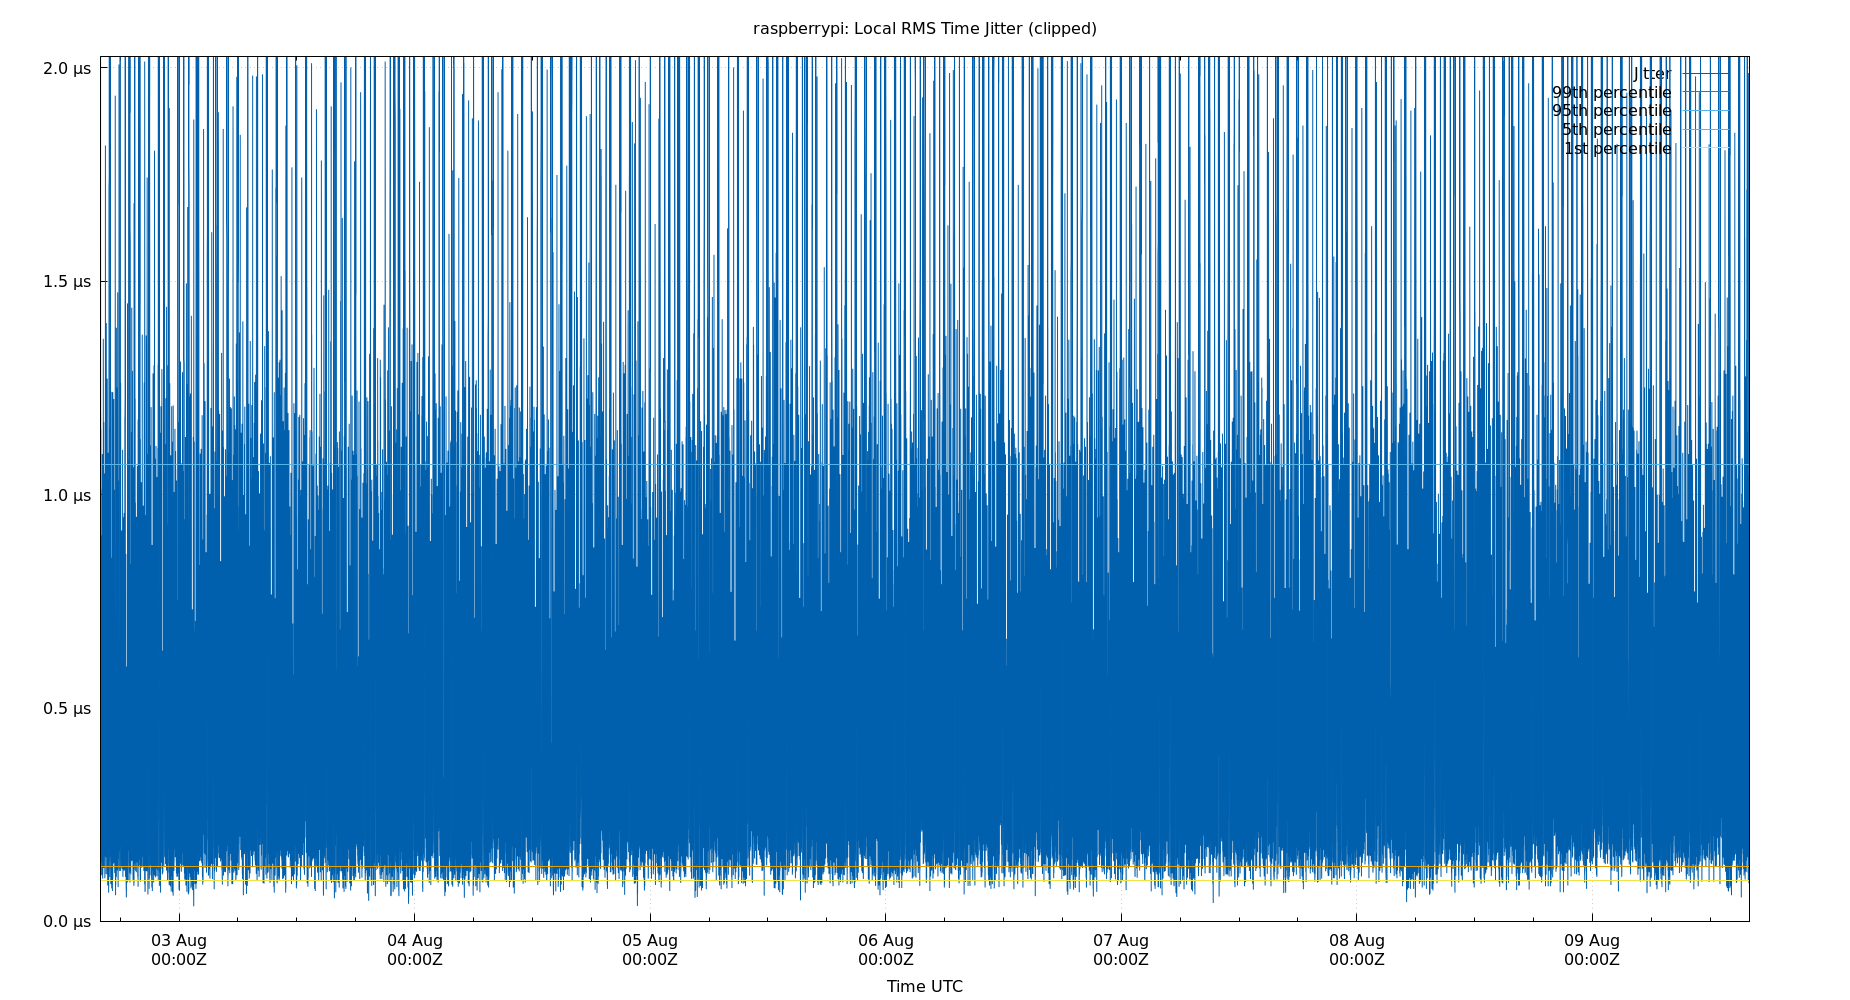 raspberrypi: Local RMS Time Jitter (clipped)
2.0 μs
1.5 μs
1.0 μs
0.5 μs
0.0 μs
Jitter
99th percentile
95th percentile
5th percentile
1st percentile
03 Aug
00:00Z
04 Aug
00:00Z
05 Aug
00:00Z
06 Aug
00:00Z
07 Aug
00:00Z
08 Aug
00:00Z
09 Aug
00:00Z
Time UTC